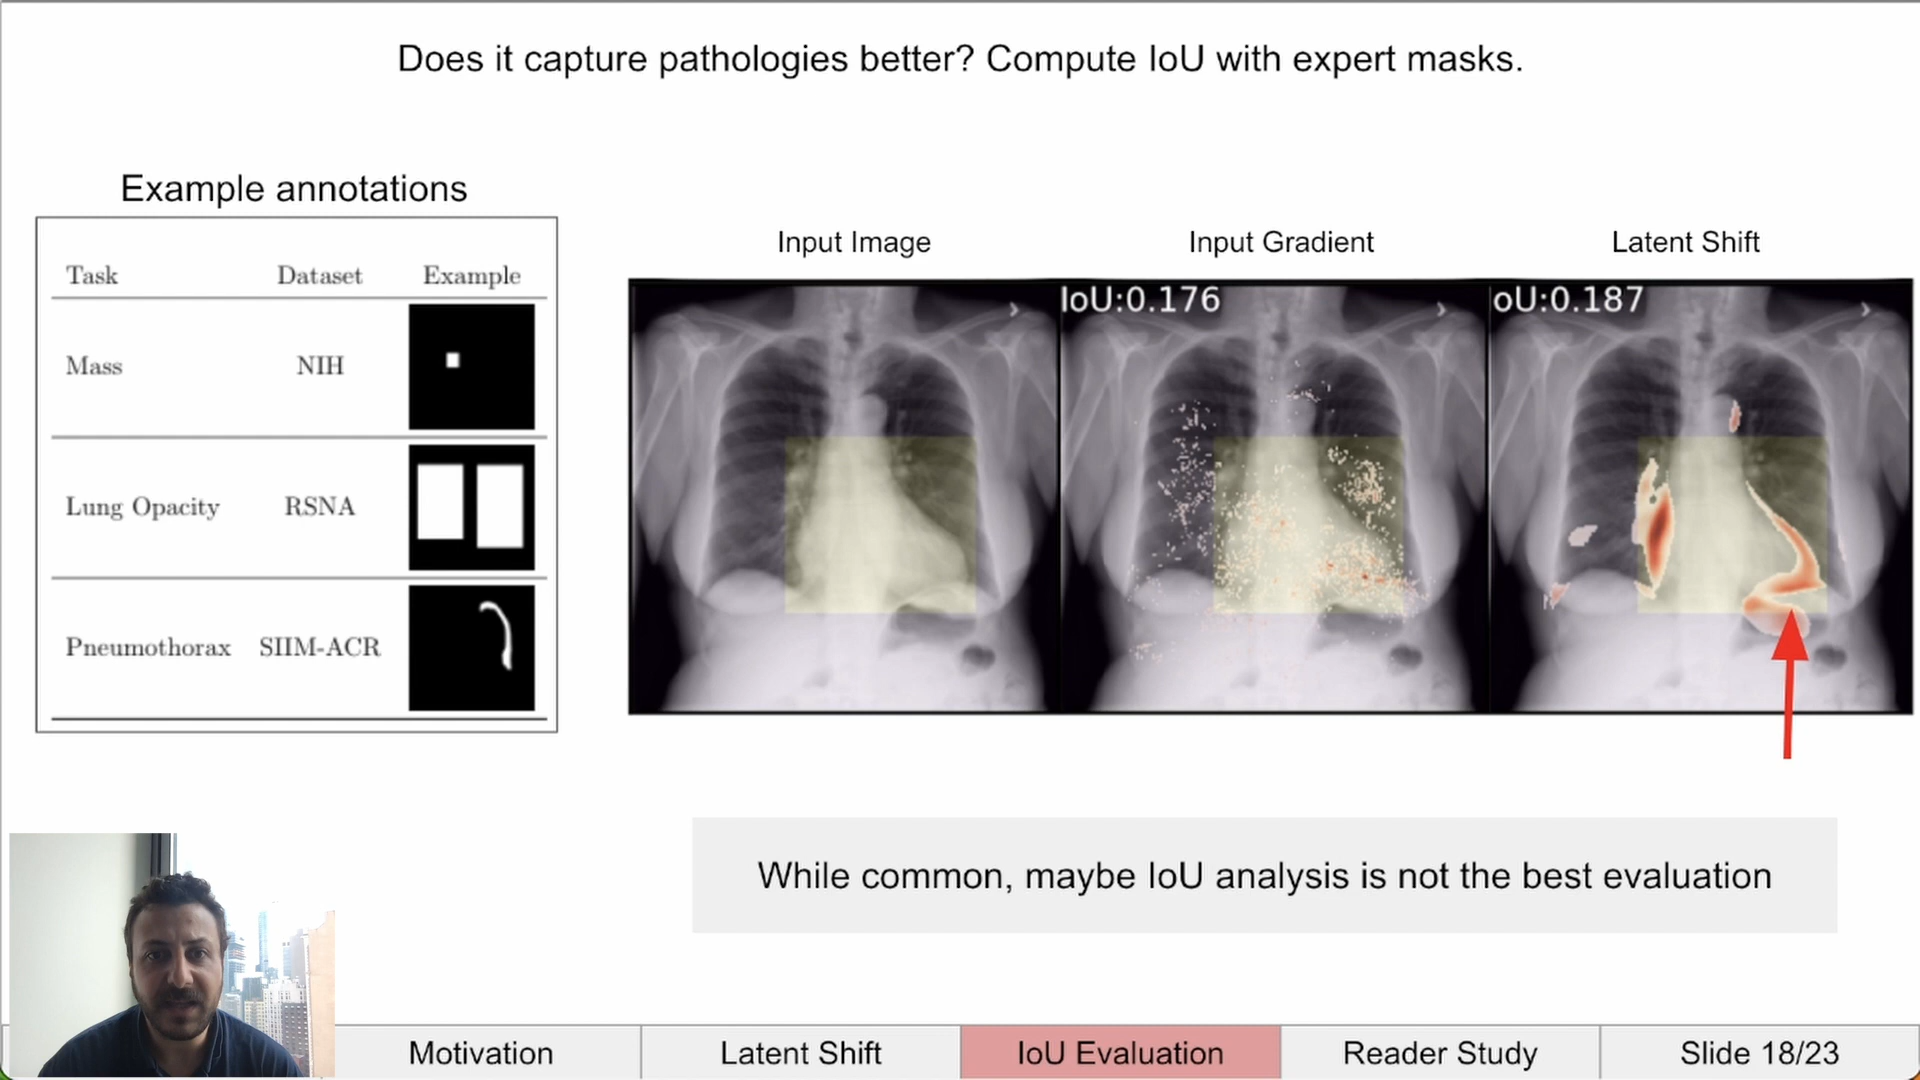 Does it capture pathologies better? Compute IoU with expert masks.
Example annotations
Task Dataset Example
Mass NIH
Lung Opacity RSNA
Pneumothorax SIIM-ACR
Input Image Input Gradient Latent Shift
IoU:0.176 oU:0.187
While common, maybe IoU analysis is not the best evaluation
Motivation Latent Shift IoU Evaluation Reader Study Slide 18/23